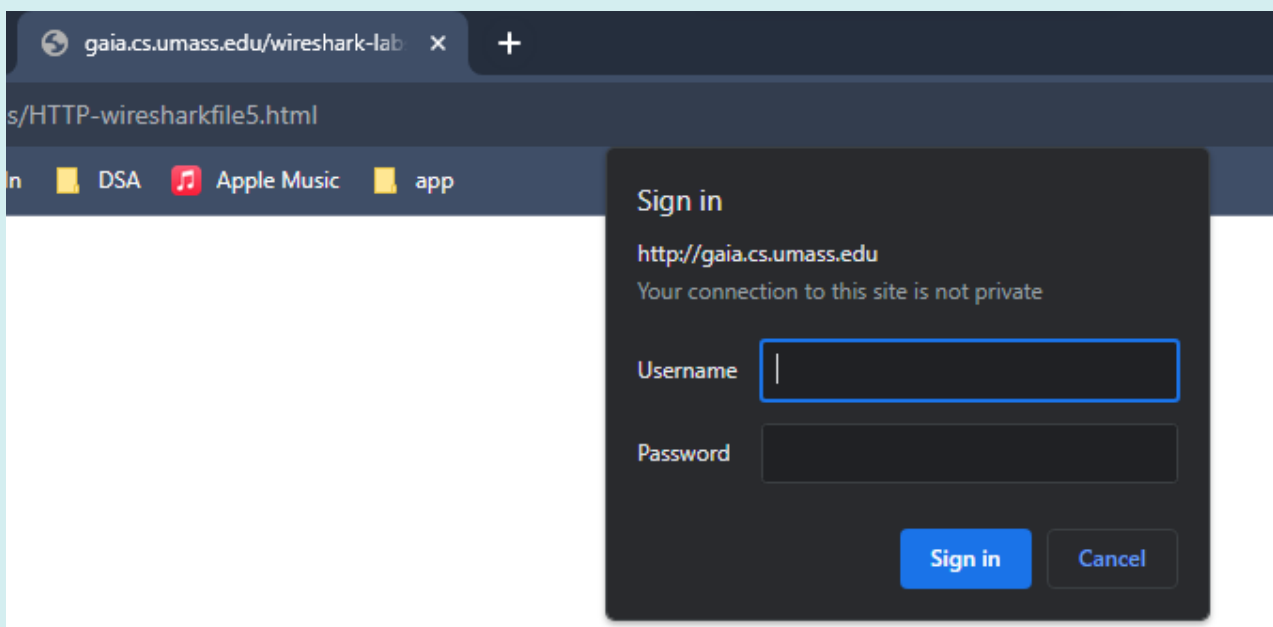 gaia.cs.umass.edu/wireshark-lab
s/HTTP-wiresharkfile5.html
In DSA Apple Music app
Sign in
http://gaia.cs.umass.edu
Your connection to this site is not private
Username
Password
Sign in Cancel